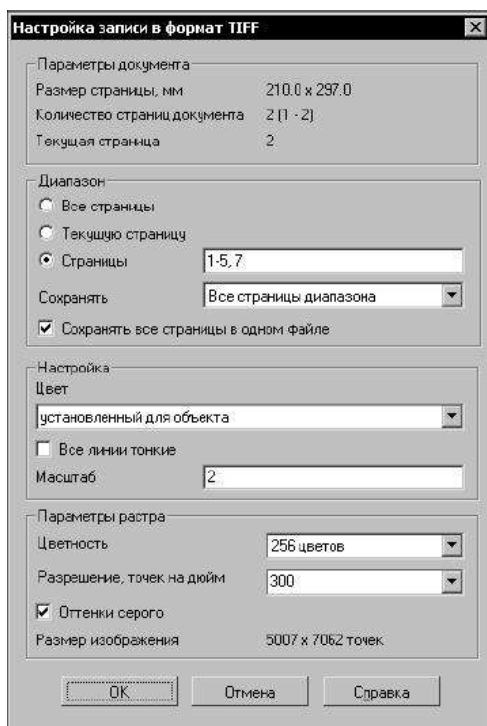 Настройка записи в формат TIFF
Параметры документа
Размер страницы, мм 210.0 x 297.0
Количество страниц документа 2 (1 - 2)
Текущая страница 2
Диапазон
Все страницы
Текущую страницу
Страницы 1-5, 7
Сохранять Все страницы диапазона
Сохранять все страницы в одном файле
Настройка
Цвет
установленный для объекта
Все линии тонкие
Масштаб 2
Параметры растра
Цветность 256 цветов
Разрешение, точек на дюйм 300
Оттенки серого
Размер изображения 5007 x 7062 точек
OK Отмена Справка